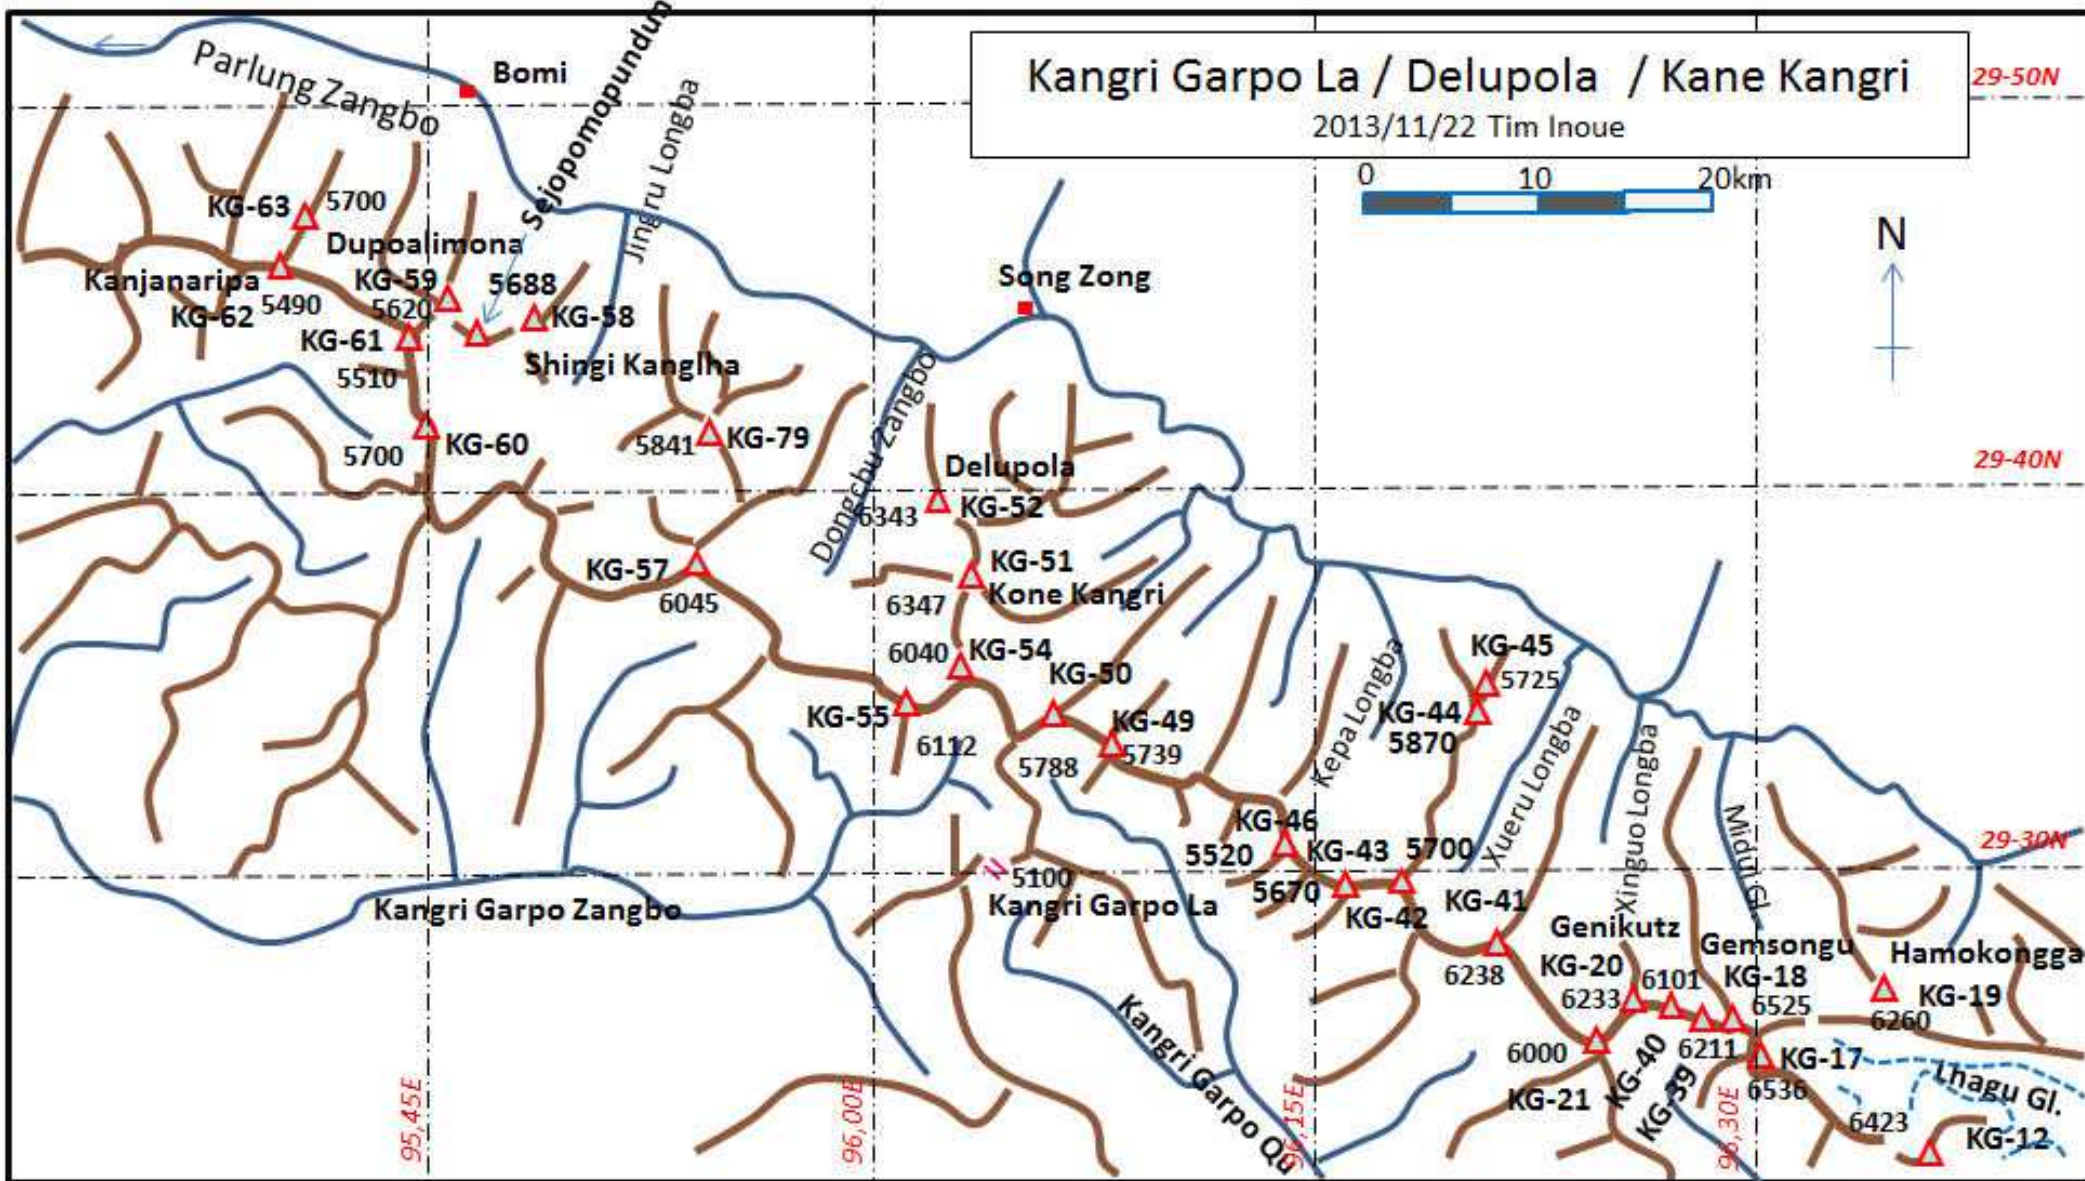 Kangri Garpo La / Delupola / Kane Kangri
2013/11/22 Tim Inoue
0 10 20km
N
29-50N
29-40N
29-30N
95,45E
96,00E
96,15E
96,30E
Parlung Zangbo
Bomi
Sejopomopundun
Jingru Longba
KG-63
5700
Dupoalimona
Kanjanaripa
KG-62
5490
KG-59
5620
5688
KG-58
Shingi Kanglha
KG-61
5510
5700
KG-60
5841
KG-79
Song Zong
Dongchu Zangbo
Delupola
6343
KG-52
KG-51
Kone Kangri
6347
KG-57
6045
6040
KG-54
KG-50
KG-55
6112
5788
KG-49
5739
5100
Kangri Garpo La
Kangri Garpo Zangbo
Kangri Garpo Qu
Kepa Longba
KG-45
5725
KG-44
5870
KG-46
5520
KG-43
5700
5670
KG-42
Xueru Longba
Xinguo Longba
Midui Gl.
KG-41
6238
Genikutz
KG-20
6233
6101
Gemsongu
KG-18
6525
Hamokongga
KG-19
6260
6000
KG-21
KG-40
KG-39
6211
KG-17
6536
Lhagu Gl.
6423
KG-12